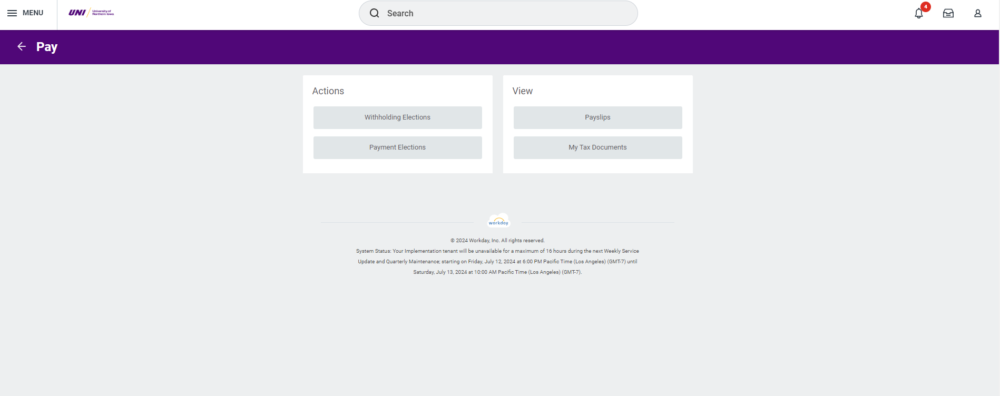 MENU
UNI University of
Northern Iowa
Search
4
Pay
Actions
View
Withholding Elections
Payslips
Payment Elections
My Tax Documents
workday
© 2024 Workday, Inc. All rights reserved.
System Status: Your Implementation tenant will be unavailable for a maximum of 16 hours during the next Weekly Service
Update and Quarterly Maintenance; starting on Friday, July 12, 2024 at 6:00 PM Pacific Time (Los Angeles) (GMT-7) until
Saturday, July 13, 2024 at 10:00 AM Pacific Time (Los Angeles) (GMT-7).